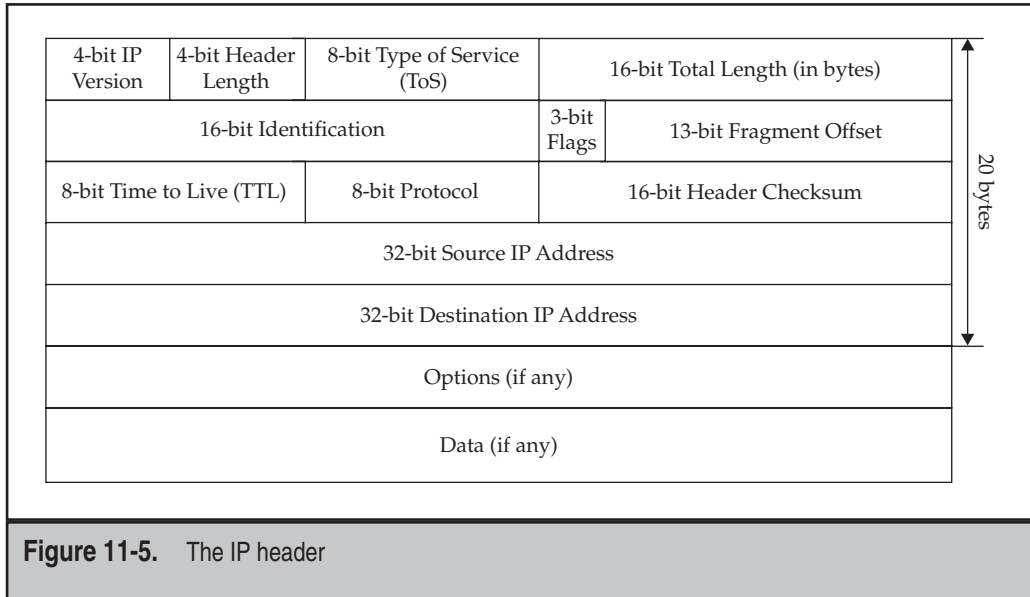 4-bit IP
Version
4-bit Header
Length
8-bit Type of Service
(ToS)
16-bit Total Length (in bytes)
16-bit Identification
3-bit
Flags
13-bit Fragment Offset
8-bit Time to Live (TTL)
8-bit Protocol
16-bit Header Checksum
32-bit Source IP Address
32-bit Destination IP Address
Options (if any)
Data (if any)
20 bytes
Figure 11-5. The IP header